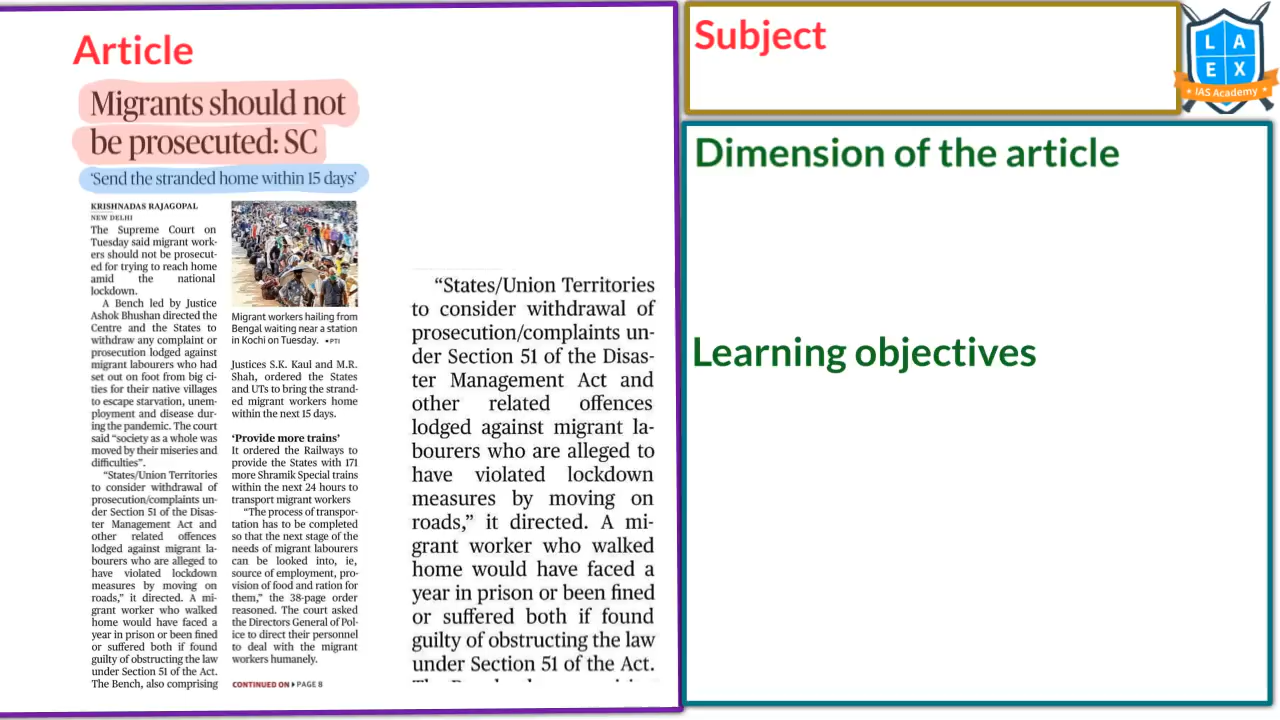 Article
Migrants should not
be prosecuted: SC
‘Send the stranded home within 15 days’
KRISHNADAS RAJAGOPAL
NEW DELHI
The Supreme Court on
Tuesday said migrant work-
ers should not be prosecut-
ed for trying to reach home
amid the national
lockdown.
A Bench led by Justice
Ashok Bhushan directed the
Centre and the States to
withdraw any complaint or
prosecution lodged against
migrant labourers who had
set out on foot from big ci-
ties for their native villages
to escape starvation, unem-
ployment and disease dur-
ing the pandemic. The court
said “society as a whole was
moved by their miseries and
difficulties”.
“States/Union Territories
to consider withdrawal of
prosecution/complaints un-
der Section 51 of the Disas-
ter Management Act and
other related offences
lodged against migrant la-
bourers who are alleged to
have violated lockdown
measures by moving on
roads,” it directed. A mi-
grant worker who walked
home would have faced a
year in prison or been fined
or suffered both if found
guilty of obstructing the law
under Section 51 of the Act.
The Bench, also comprising
Migrant workers hailing from
Bengal waiting near a station
in Kochi on Tuesday. •PTI
Justices S.K. Kaul and M.R.
Shah, ordered the States
and UTs to bring the strand-
ed migrant workers home
within the next 15 days.
‘Provide more trains’
It ordered the Railways to
provide the States with 171
more Shramik Special trains
within the next 24 hours to
transport migrant workers
“The process of transpor-
tation has to be completed
so that the next stage of the
needs of migrant labourers
can be looked into, ie,
source of employment, pro-
vision of food and ration for
them,” the 38-page order
reasoned. The court asked
the Directors General of Pol-
ice to direct their personnel
to deal with the migrant
workers humanely.
CONTINUED ON PAGE 8
“States/Union Territories
to consider withdrawal of
prosecution/complaints un-
der Section 51 of the Disas-
ter Management Act and
other related offences
lodged against migrant la-
bourers who are alleged to
have violated lockdown
measures by moving on
roads,” it directed. A mi-
grant worker who walked
home would have faced a
year in prison or been fined
or suffered both if found
guilty of obstructing the law
under Section 51 of the Act.
Subject
L A
E X
IAS Academy
Dimension of the article
Learning objectives